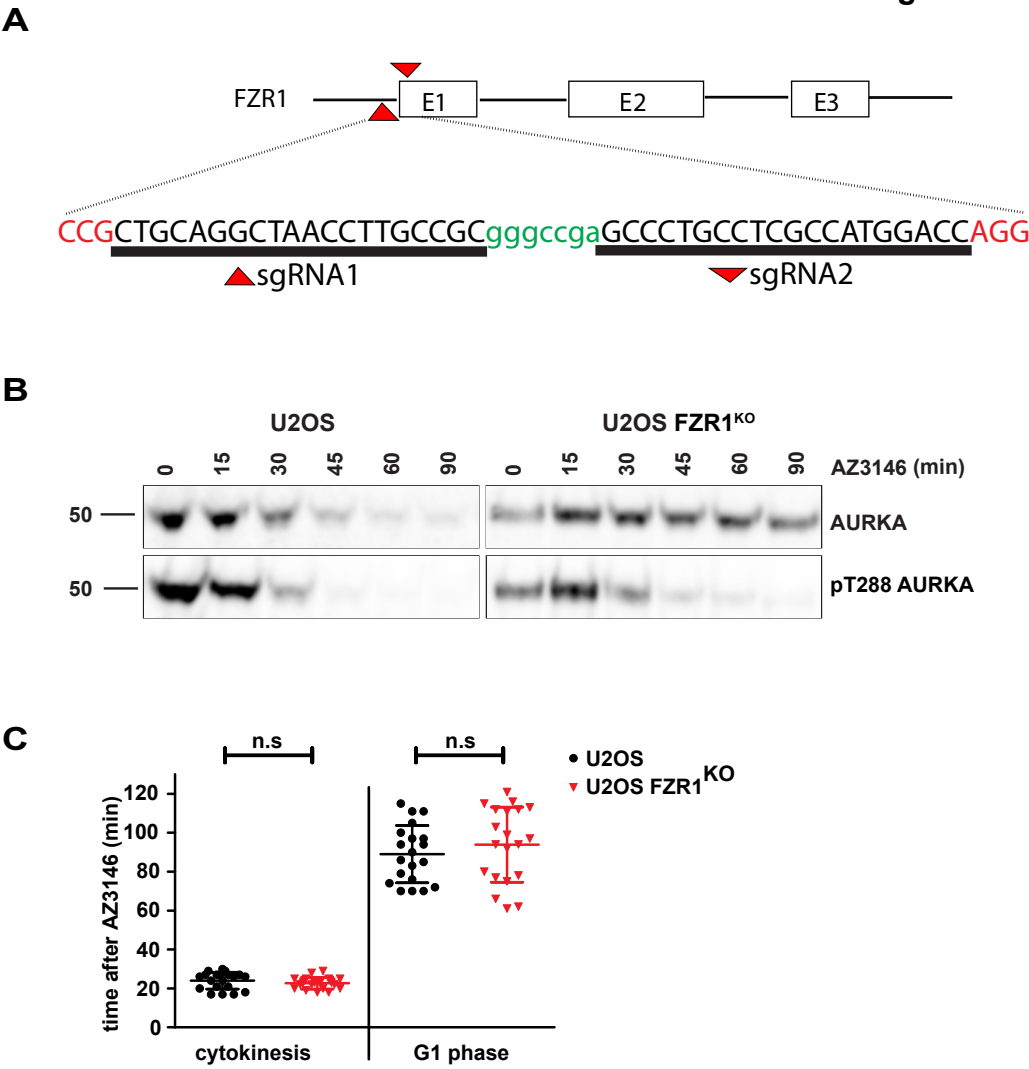 g
A
FZR1 E1 E2 E3
CCGCTGCAGGCTAACCTTGCCGCgggccgaGCCCTGCCTCGCCATGGACCAGG
sgRNA1 sgRNA2
B
U2OS U2OS FZR1KO
0 15 30 45 60 90 0 15 30 45 60 90 AZ3146 (min)
50 AURKA
50 pT288 AURKA
C
n.s n.s
U2OS
U2OS FZR1KO
time after AZ3146 (min)
120
100
80
60
40
20
0
cytokinesis G1 phase